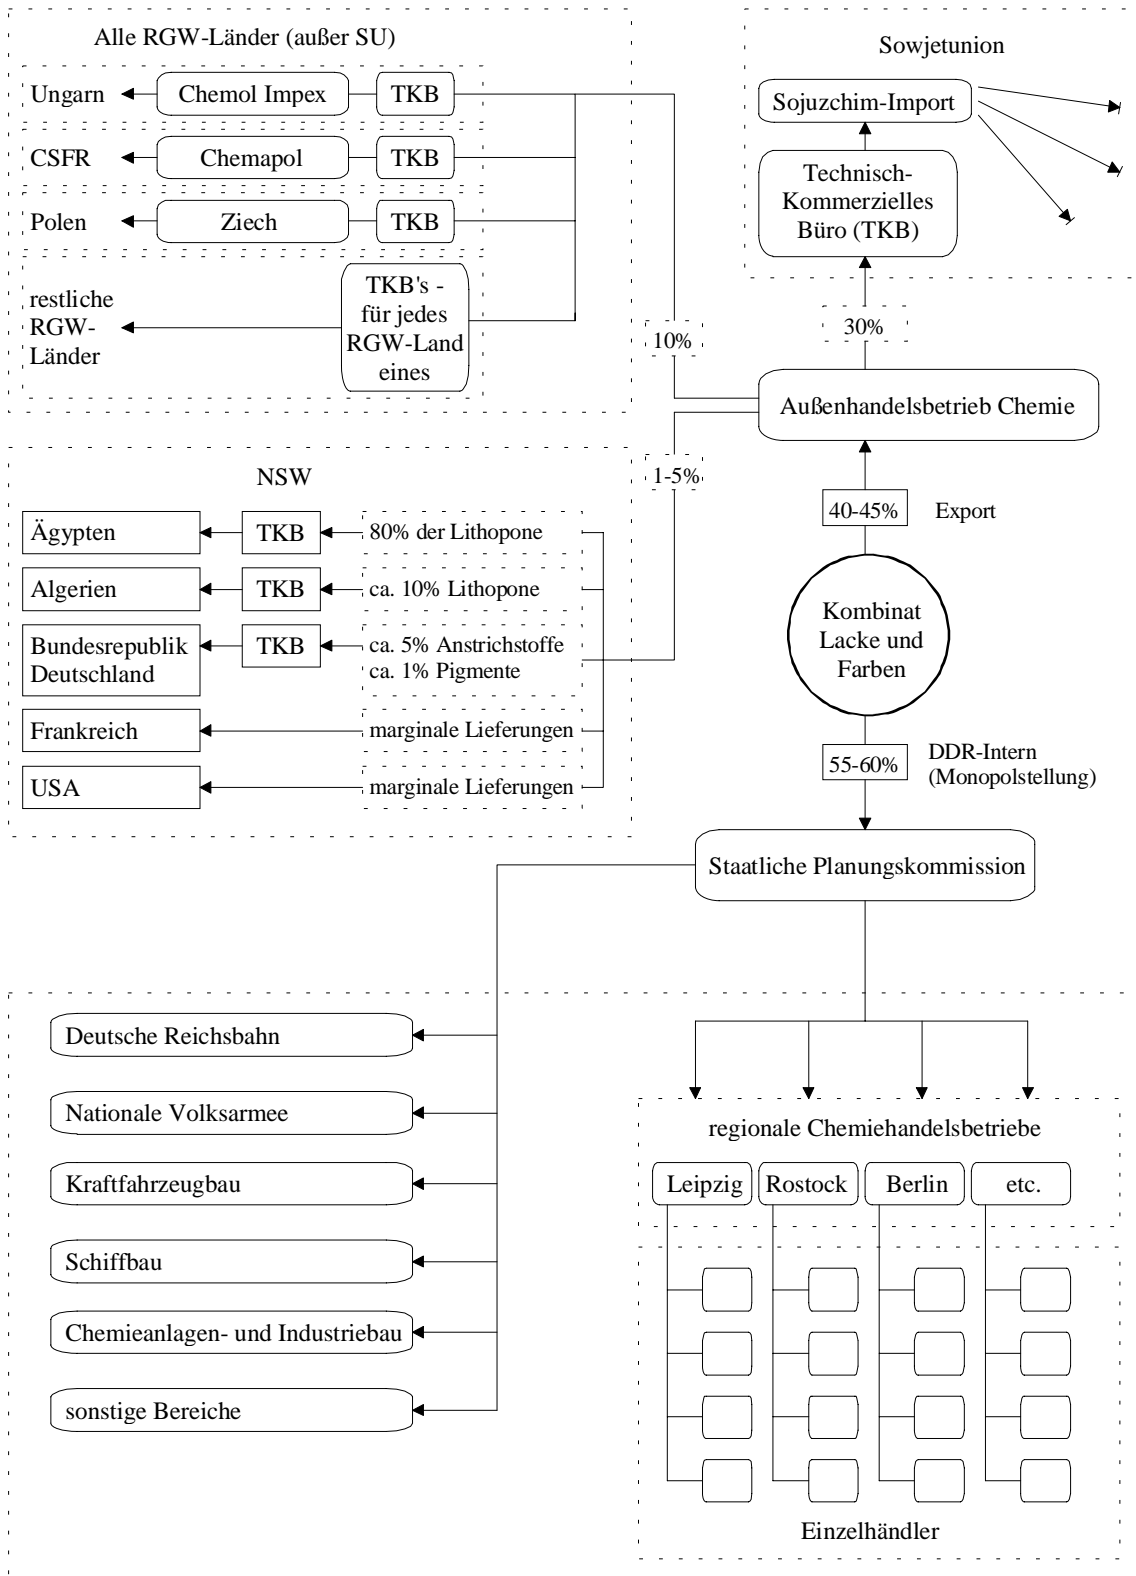 Alle RGW-Länder (außer SU)
Ungarn
Chemol Impex
TKB
CSFR
Chemapol
TKB
Polen
Ziech
TKB
restliche
RGW-
Länder
TKB's -
für jedes
RGW-Land
eines
Sowjetunion
Sojuzchim-Import
Technisch-
Kommerzielles
Büro (TKB)
30%
10%
Außenhandelsbetrieb Chemie
1-5%
40-45%
Export
NSW
Ägypten
TKB
80% der Lithopone
Algerien
TKB
ca. 10% Lithopone
Bundesrepublik
Deutschland
TKB
ca. 5% Anstrichstoffe
ca. 1% Pigmente
Frankreich
marginale Lieferungen
USA
marginale Lieferungen
Kombinat
Lacke und
Farben
55-60%
DDR-Intern
(Monopolstellung)
Staatliche Planungskommission
Deutsche Reichsbahn
Nationale Volksarmee
Kraftfahrzeugbau
Schiffbau
Chemieanlagen- und Industriebau
sonstige Bereiche
regionale Chemiehandelsbetriebe
Leipzig
Rostock
Berlin
etc.
Einzelhändler